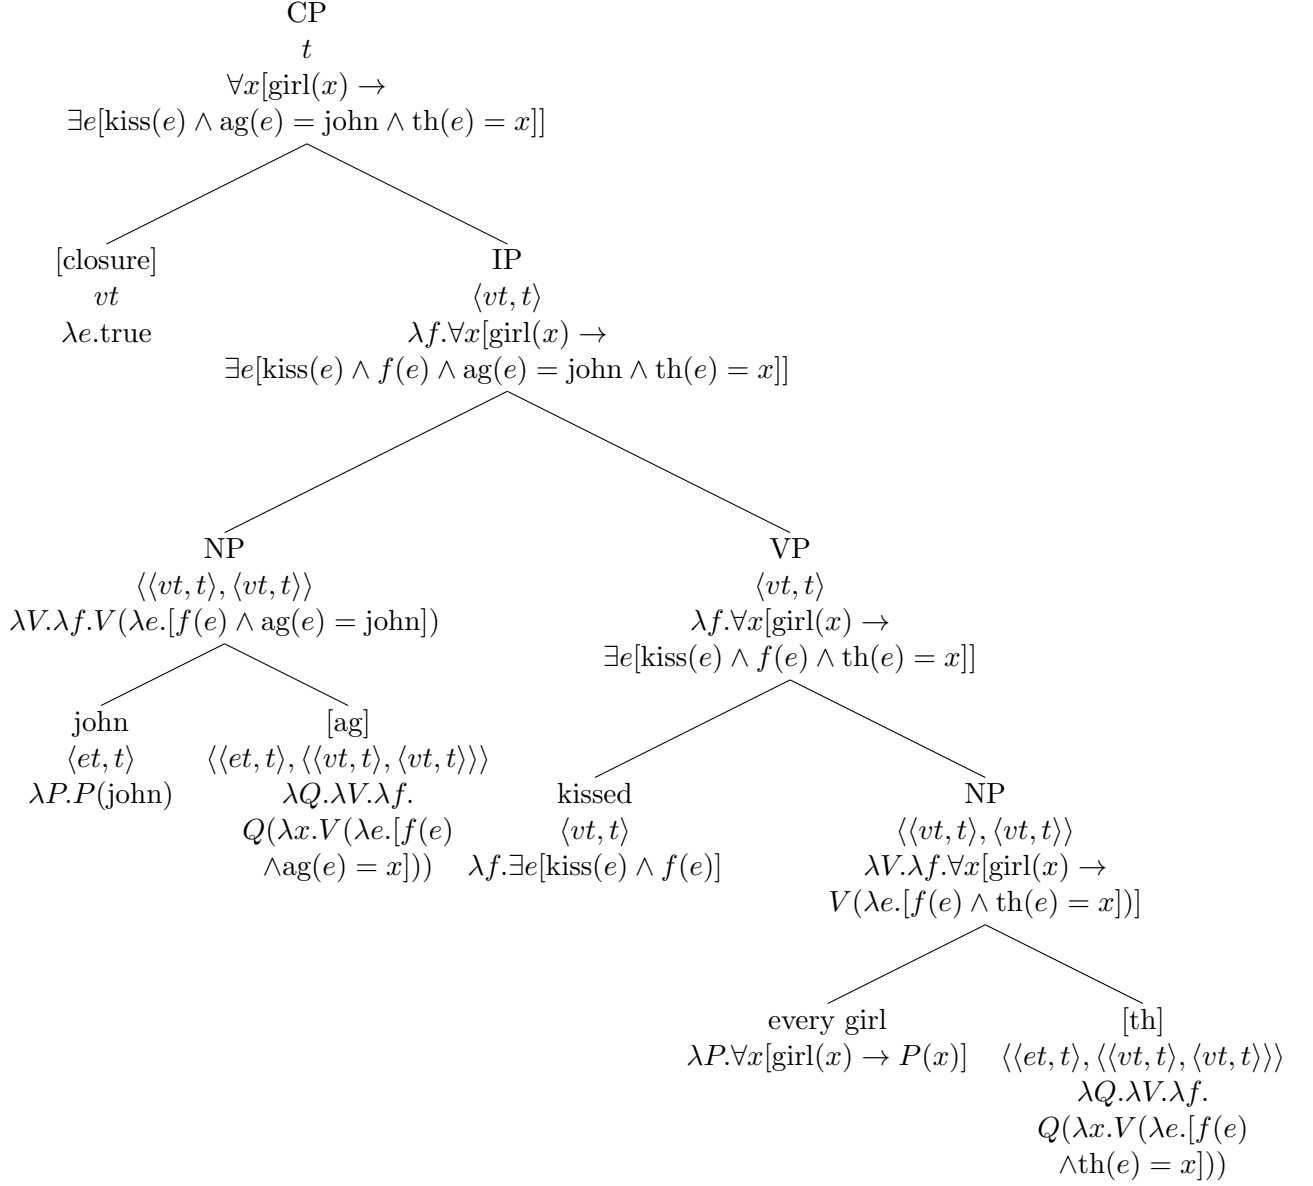 CP
t
∀x[girl(x) →
∃e[kiss(e) ∧ ag(e) = john ∧ th(e) = x]]
[closure]
vt
λe.true
IP
⟨vt, t⟩
λf.∀x[girl(x) →
∃e[kiss(e) ∧ f(e) ∧ ag(e) = john ∧ th(e) = x]]
NP
⟨⟨vt, t⟩, ⟨vt, t⟩⟩
λV.λf.V(λe.[f(e) ∧ ag(e) = john])
VP
⟨vt, t⟩
λf.∀x[girl(x) →
∃e[kiss(e) ∧ f(e) ∧ th(e) = x]]
john
⟨et, t⟩
λP.P(john)
[ag]
⟨⟨et, t⟩, ⟨⟨vt, t⟩, ⟨vt, t⟩⟩⟩
λQ.λV.λf.
Q(λx.V(λe.[f(e)
∧ag(e) = x]))
kissed
⟨vt, t⟩
λf.∃e[kiss(e) ∧ f(e)]
NP
⟨⟨vt, t⟩, ⟨vt, t⟩⟩
λV.λf.∀x[girl(x) →
V(λe.[f(e) ∧ th(e) = x])]
every girl
λP.∀x[girl(x) → P(x)]
[th]
⟨⟨et, t⟩, ⟨⟨vt, t⟩, ⟨vt, t⟩⟩⟩
λQ.λV.λf.
Q(λx.V(λe.[f(e)
∧th(e) = x]))